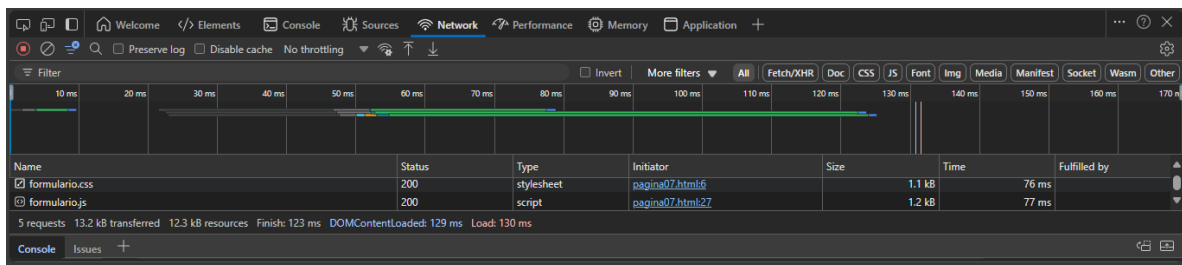 Welcome </> Elements Console Sources Network Performance Memory Application
Preserve log Disable cache No throttling
Filter Invert More filters All Fetch/XHR Doc CSS JS Font Img Media Manifest Socket Wasm Other
10 ms 20 ms 30 ms 40 ms 50 ms 60 ms 70 ms 80 ms 90 ms 100 ms 110 ms 120 ms 130 ms 140 ms 150 ms 160 ms 170 m
Name Status Type Initiator Size Time Fulfilled by
formulario.css 200 stylesheet pagina07.html:6 1.1 kB 76 ms
formulario.js 200 script pagina07.html:27 1.2 kB 77 ms
5 requests 13.2 kB transferred 12.3 kB resources Finish: 123 ms DOMContentLoaded: 129 ms Load: 130 ms
Console Issues